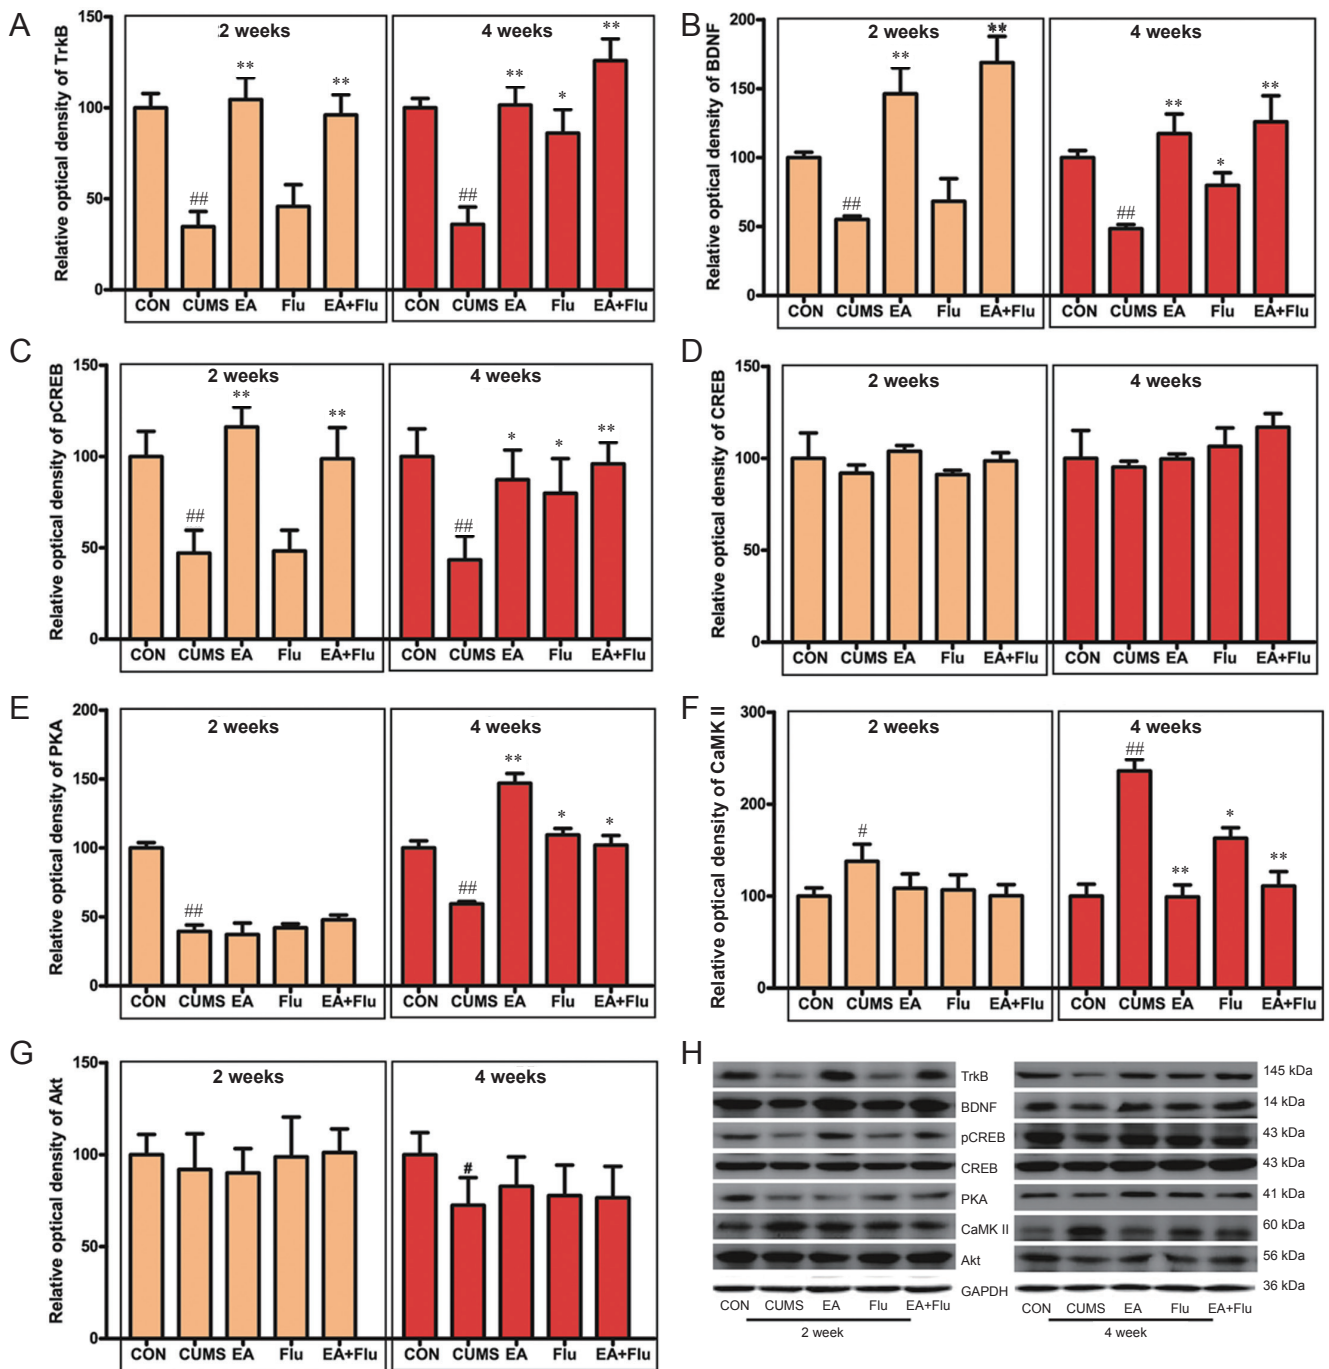 A
Relative optical density of TrkB
150
100
50
0
2 weeks
4 weeks
## ** ** ## ** * **
CON CUMS EA Flu EA+Flu CON CUMS EA Flu EA+Flu
B
Relative optical density of BDNF
200
150
100
50
0
2 weeks
4 weeks
## ** ** ## ** * **
CON CUMS EA Flu EA+Flu CON CUMS EA Flu EA+Flu
C
Relative optical density of pCREB
150
100
50
0
2 weeks
4 weeks
## ** ** ## * * **
CON CUMS EA Flu EA+Flu CON CUMS EA Flu EA+Flu
D
Relative optical density of CREB
150
100
50
0
2 weeks
4 weeks
CON CUMS EA Flu EA+Flu CON CUMS EA Flu EA+Flu
E
Relative optical density of PKA
200
150
100
50
0
2 weeks
4 weeks
## ## ** * *
CON CUMS EA Flu EA+Flu CON CUMS EA Flu EA+Flu
F
Relative optical density of CaMK II
300
200
100
0
2 weeks
4 weeks
# ## ** * **
CON CUMS EA Flu EA+Flu CON CUMS EA Flu EA+Flu
G
Relative optical density of Akt
150
100
50
0
2 weeks
4 weeks
#
CON CUMS EA Flu EA+Flu CON CUMS EA Flu EA+Flu
H
TrkB 145 kDa
BDNF 14 kDa
pCREB 43 kDa
CREB 43 kDa
PKA 41 kDa
CaMK II 60 kDa
Akt 56 kDa
GAPDH 36 kDa
CON CUMS EA Flu EA+Flu CON CUMS EA Flu EA+Flu
2 week 4 week